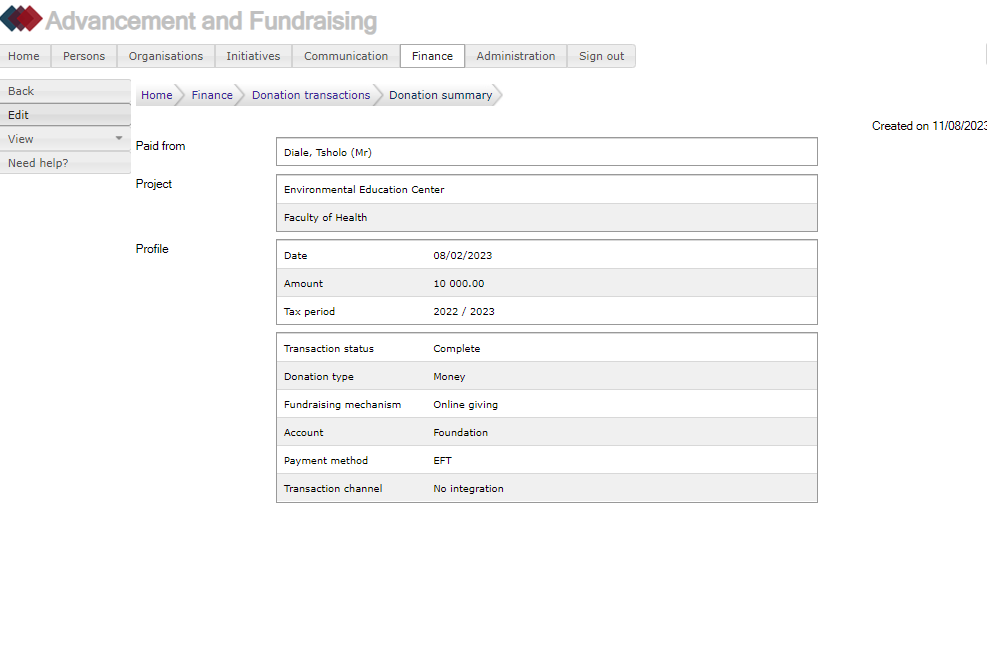 Advancement and Fundraising
Home Persons Organisations Initiatives Communication Finance Administration Sign out
Back
Edit
View
Need help?
Home Finance Donation transactions Donation summary
Created on 11/08/2023
Paid from
Diale, Tsholo (Mr)
Project
Environmental Education Center
Faculty of Health
Profile
Date 08/02/2023
Amount 10 000.00
Tax period 2022 / 2023
Transaction status Complete
Donation type Money
Fundraising mechanism Online giving
Account Foundation
Payment method EFT
Transaction channel No integration